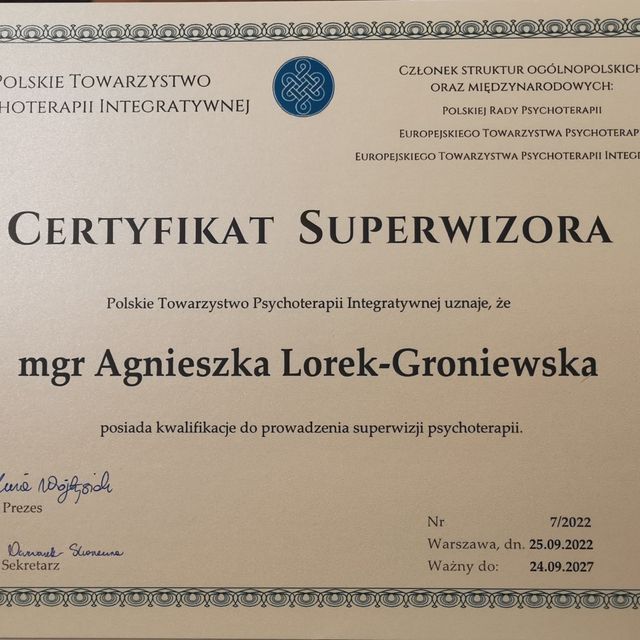 Polskie Towarzystwo
choterapii Integratywnej
Członek struktur ogólnopolskich
oraz międzynarodowych:
Polskiej Rady Psychoterapii
Europejskiego Towarzystwa Psychoterap
Europejskiego Towarzystwa Psychoterapii Integr
Certyfikat Superwizora
Polskie Towarzystwo Psychoterapii Integratywnej uznaje, że
mgr Agnieszka Lorek-Groniewska
posiada kwalifikacje do prowadzenia superwizji psychoterapii.
Prezes
Sekretarz
Nr 7/2022
Warszawa, dn. 25.09.2022
Ważny do: 24.09.2027